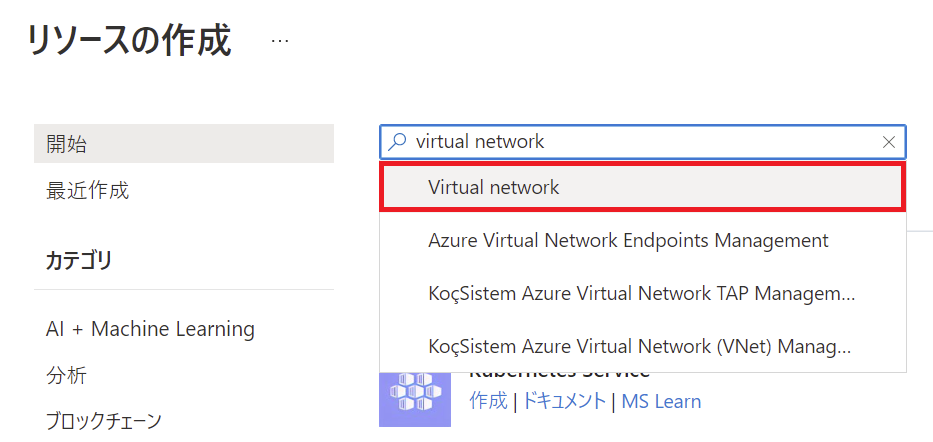 リソースの作成 ...
開始
最近作成
カテゴリ
AI + Machine Learning
分析
ブロックチェーン
virtual network
Virtual network
Azure Virtual Network Endpoints Management
KoçSistem Azure Virtual Network TAP Managem...
KoçSistem Azure Virtual Network (VNet) Manag...
Kubernetes Service
作成 | ドキュメント | MS Learn